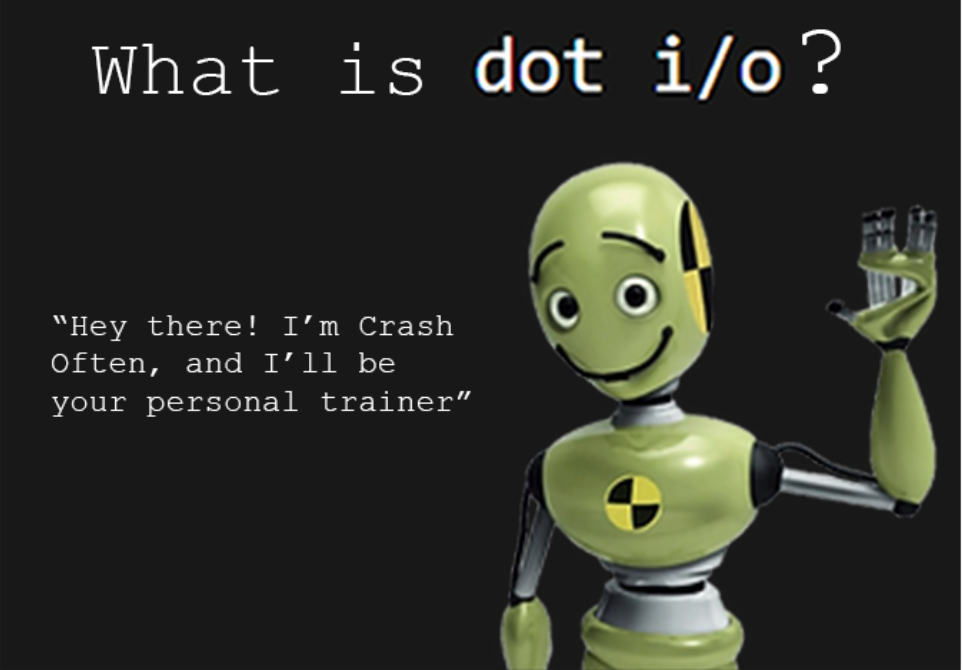 What is dot i/o?
“Hey there! I’m Crash
Often, and I’ll be
your personal trainer”